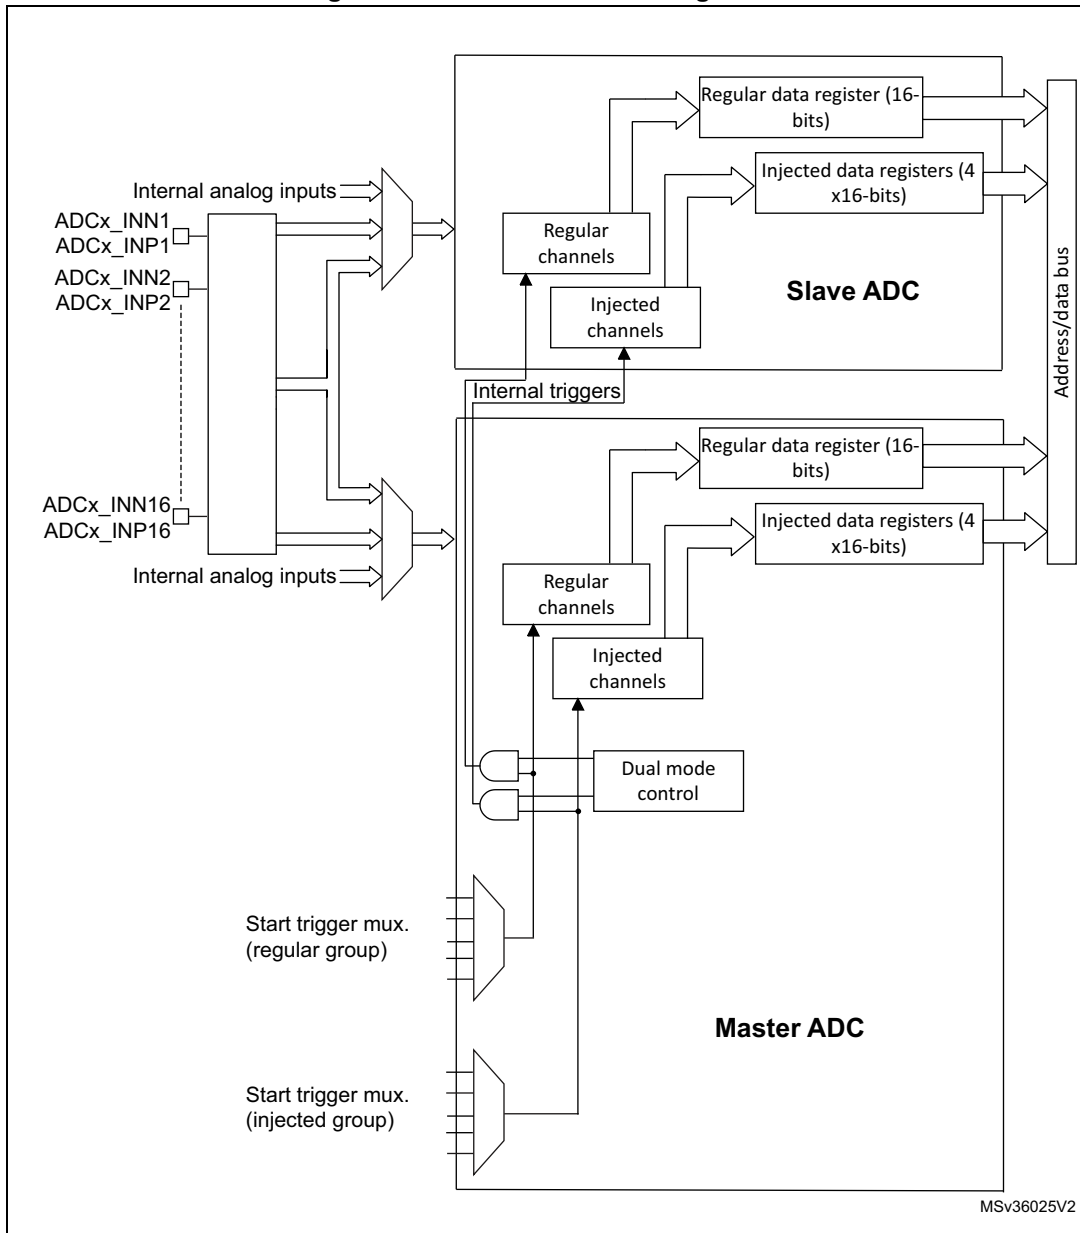 Regular data register (16-
bits)
Injected data registers (4
x16-bits)
Internal analog inputs
ADCx_INN1
ADCx_INP1
ADCx_INN2
ADCx_INP2
Regular
channels
Slave ADC
Injected
channels
Address/data bus
Internal triggers
Regular data register (16-
bits)
ADCx_INN16
ADCx_INP16
Injected data registers (4
x16-bits)
Internal analog inputs
Regular
channels
Injected
channels
Dual mode
control
Start trigger mux.
(regular group)
Master ADC
Start trigger mux.
(injected group)
MSv36025V2